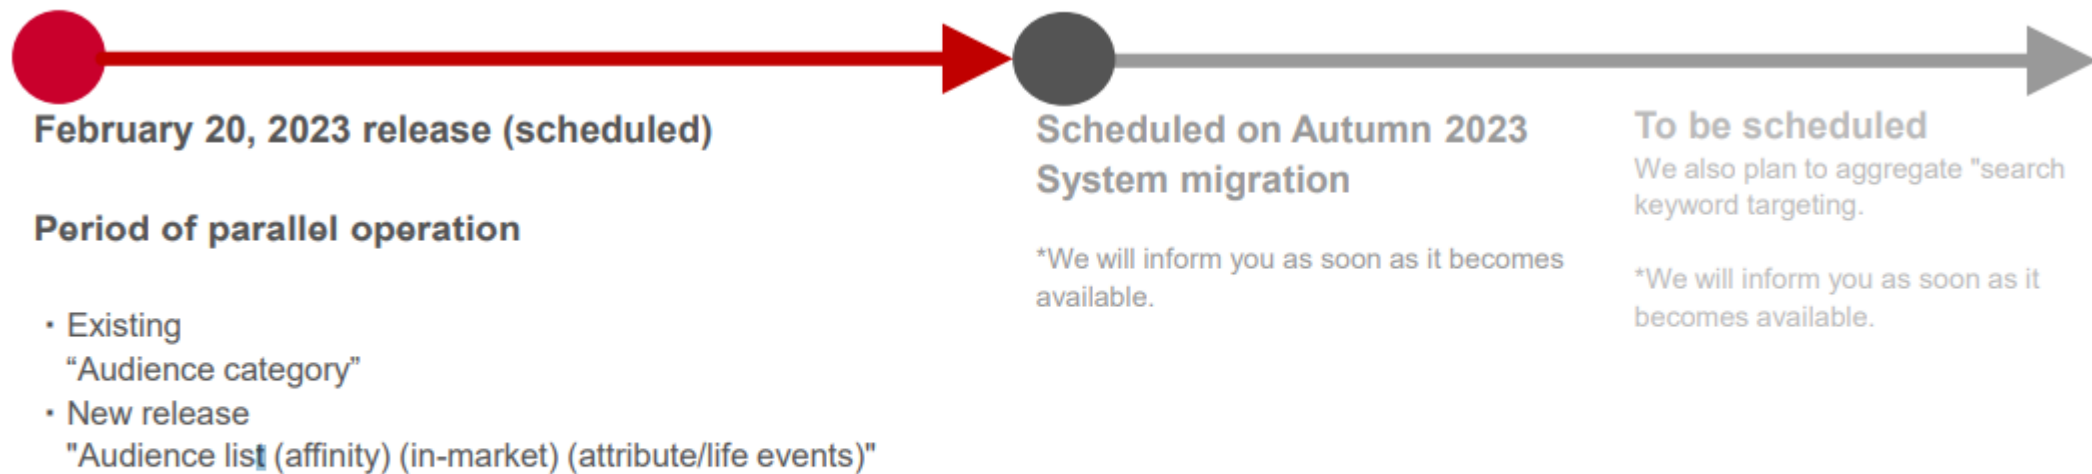 February 20, 2023 release (scheduled)
Period of parallel operation
・Existing
“Audience category”
・New release
"Audience list (affinity) (in-market) (attribute/life events)"
Scheduled on Autumn 2023
System migration
*We will inform you as soon as it becomes
available.
To be scheduled
We also plan to aggregate "search
keyword targeting.
*We will inform you as soon as it
becomes available.